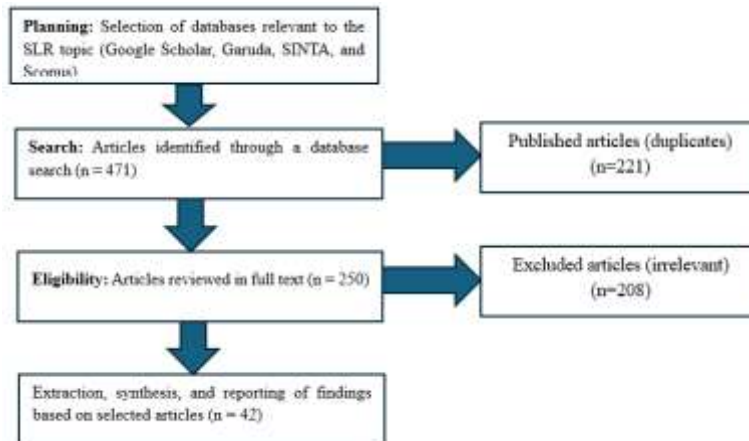 Planning: Selection of databases relevant to the
SLR topic (Google Scholar, Garuda, SINTA, and
Scopus)
Search: Articles identified through a database
search (n = 471)
Published articles (duplicates)
(n=221)
Eligibility: Articles reviewed in full text (n = 250)
Excluded articles (irrelevant)
(n=208)
Extraction, synthesis, and reporting of findings
based on selected articles (n = 42)